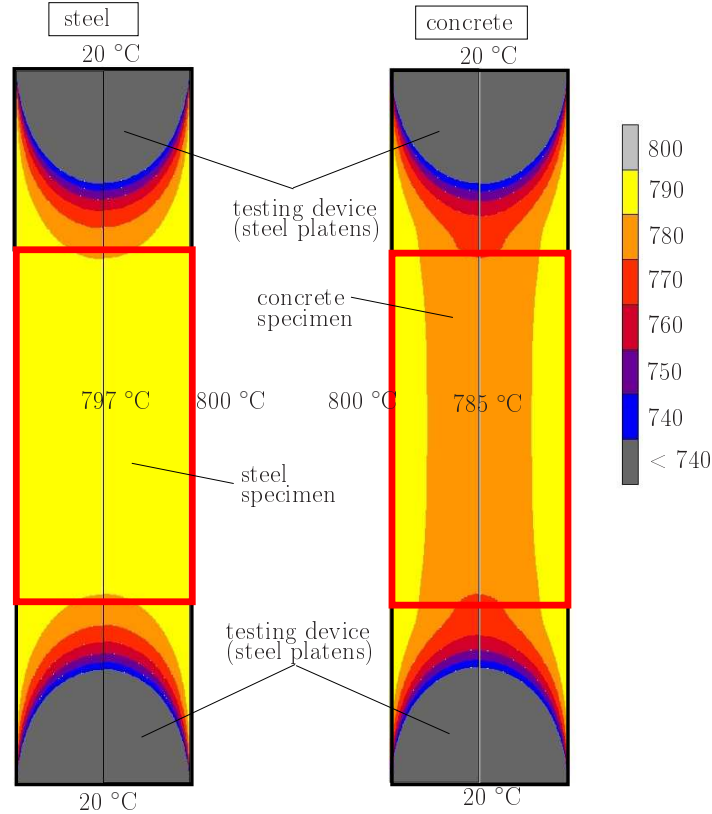 steel
concrete
20 °C
20 °C
800
790
780
770
760
750
740
< 740
testing device
(steel platens)
concrete
specimen
797 °C
800 °C
800 °C
785 °C
steel
specimen
testing device
(steel platens)
20 °C
20 °C